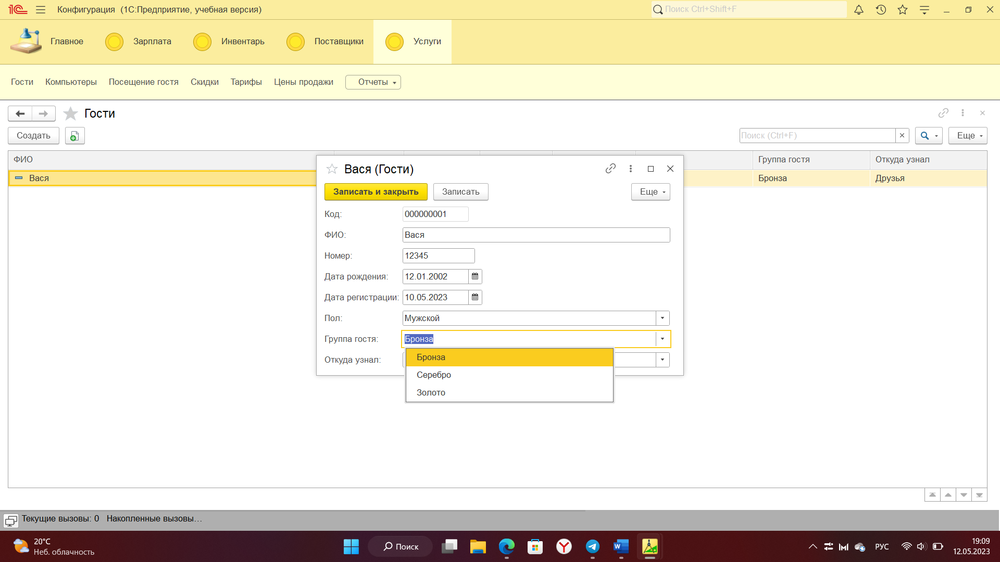 Конфигурация (1С:Предприятие, учебная версия)
Поиск Ctrl+Shift+F
Главное
Зарплата
Инвентарь
Поставщики
Услуги
Гости
Компьютеры
Посещение гостя
Скидки
Тарифы
Цены продажи
Отчеты
Гости
Создать
Поиск (Ctrl+F)
Еще
ФИО
Группа гостя
Откуда узнал
Вася
Бронза
Друзья
Вася (Гости)
Записать и закрыть
Записать
Еще
Код:
000000001
ФИО:
Вася
Номер:
12345
Дата рождения:
12.01.2002
Дата регистрации:
10.05.2023
Пол:
Мужской
Группа гостя:
Бронза
Откуда узнал:
Бронза
Серебро
Золото
Текущие вызовы: 0 Накопленные вызовы…
20°C
Неб. облачность
Поиск
РУС
19:09
12.05.2023